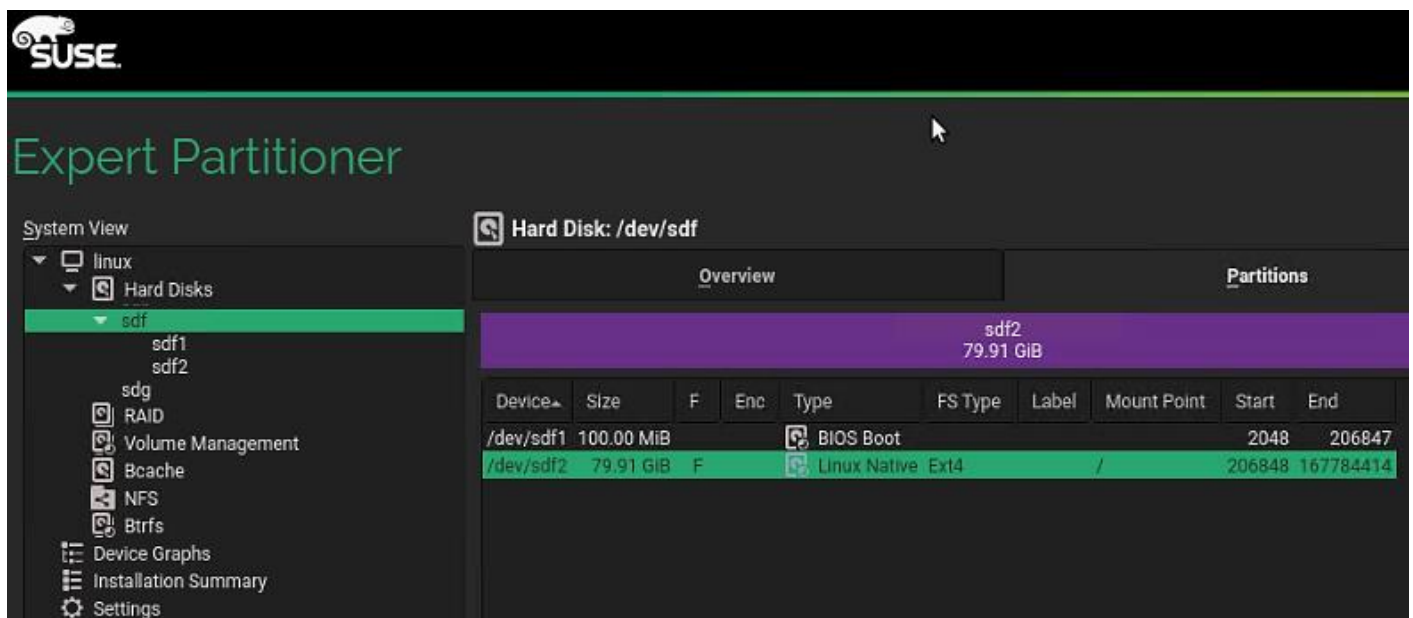 SUSE.
Expert Partitioner
System View
linux
Hard Disks
sdf
sdf1
sdf2
sdg
RAID
Volume Management
Bcache
NFS
Btrfs
Device Graphs
Installation Summary
Settings
Hard Disk: /dev/sdf
Overview Partitions
sdf2
79.91 GiB
Device Size F Enc Type FS Type Label Mount Point Start End
/dev/sdf1 100.00 MiB BIOS Boot 2048 206847
/dev/sdf2 79.91 GiB F Linux Native Ext4 / 206848 167784414